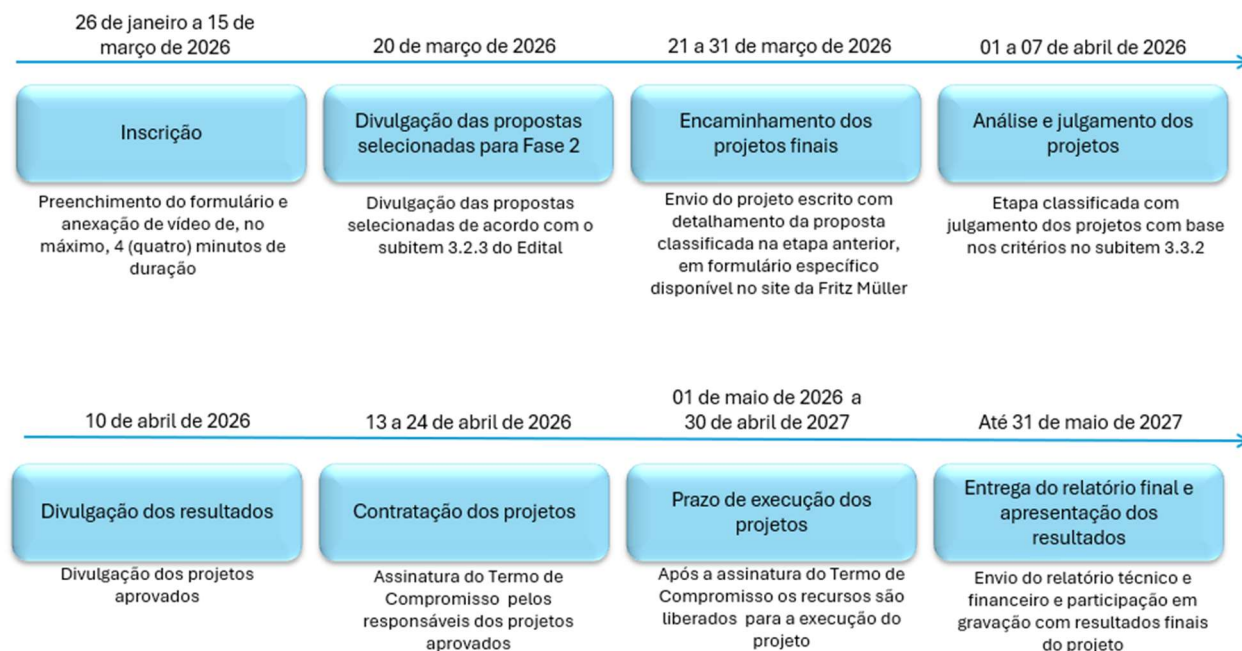 26 de janeiro a 15 de
março de 2026
20 de março de 2026
21 a 31 de março de 2026
01 a 07 de abril de 2026
Inscrição
Divulgação das propostas
selecionadas para Fase 2
Encaminhamento dos
projetos finais
Análise e julgamento dos
projetos
Preenchimento do formulário e
anexação de vídeo de, no
máximo, 4 (quatro) minutos de
duração
Divulgação das propostas
selecionadas de acordo com o
subitem 3.2.3 do Edital
Envio do projeto escrito com
detalhamento da proposta
classificada na etapa anterior,
em formulário específico
disponível no site da Fritz Müller
Etapa classificada com
julgamento dos projetos com base
nos critérios no subitem 3.3.2
10 de abril de 2026
13 a 24 de abril de 2026
01 de maio de 2026 a
30 de abril de 2027
Até 31 de maio de 2027
Divulgação dos resultados
Contratação dos projetos
Prazo de execução dos
projetos
Entrega do relatório final e
apresentação dos
resultados
Divulgação dos projetos
aprovados
Assinatura do Termo de
Compromisso pelos
responsáveis dos projetos
aprovados
Após a assinatura do Termo de
Compromisso os recursos são
liberados para a execução do
projeto
Envio do relatório técnico e
financeiro e participação em
gravação com resultados finais
do projeto